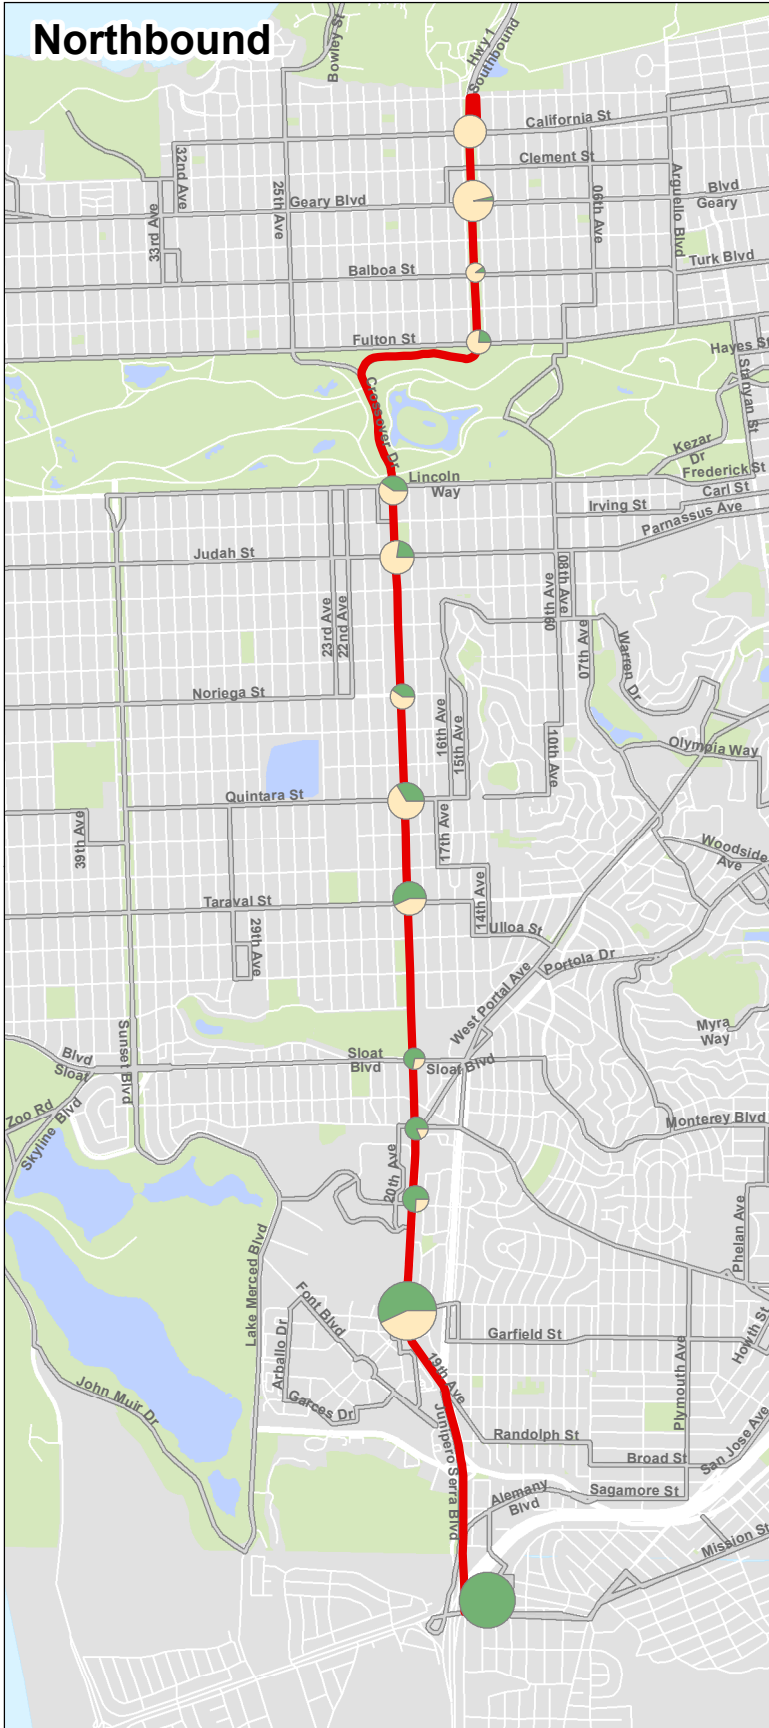 Northbound
Bowley St
Hwy 1
Southbound
California St
Clement St
32nd Ave
33rd Ave
25th Ave
Geary Blvd
06th Ave
Arguello Blvd
Blvd
Geary
Balboa St
Turk Blvd
Fulton St
Hayes St
Stanyan St
Crossover Dr
Kezar
Dr
Lincoln
Way
Frederick St
Carl St
Irving St
Parnassus Ave
Judah St
23rd Ave
22nd Ave
09th Ave
08th Ave
07th Ave
Warren Dr
Noriega St
16th Ave
15th Ave
10th Ave
Olympia Way
Quintara St
39th Ave
17th Ave
Woodside
Ave
Taraval St
29th Ave
14th Ave
Ulloa St
Portola Dr
West Portal Ave
Myra
Way
Sunset Blvd
Blvd
Sloat
Sloat
Blvd
Sloat Blvd
Zoo Rd
Skyline Blvd
Monterey Blvd
20th Ave
Phelan Ave
Lake Merced Blvd
Font Blvd
Arballo Dr
Garfield St
Howth St
Plymouth Ave
19th Ave
John Muir Dr
Garces Dr
Junipero Serra Blvd
Randolph St
Broad St
San Jose Ave
Alemany
Blvd
Sagamore St
Mission St